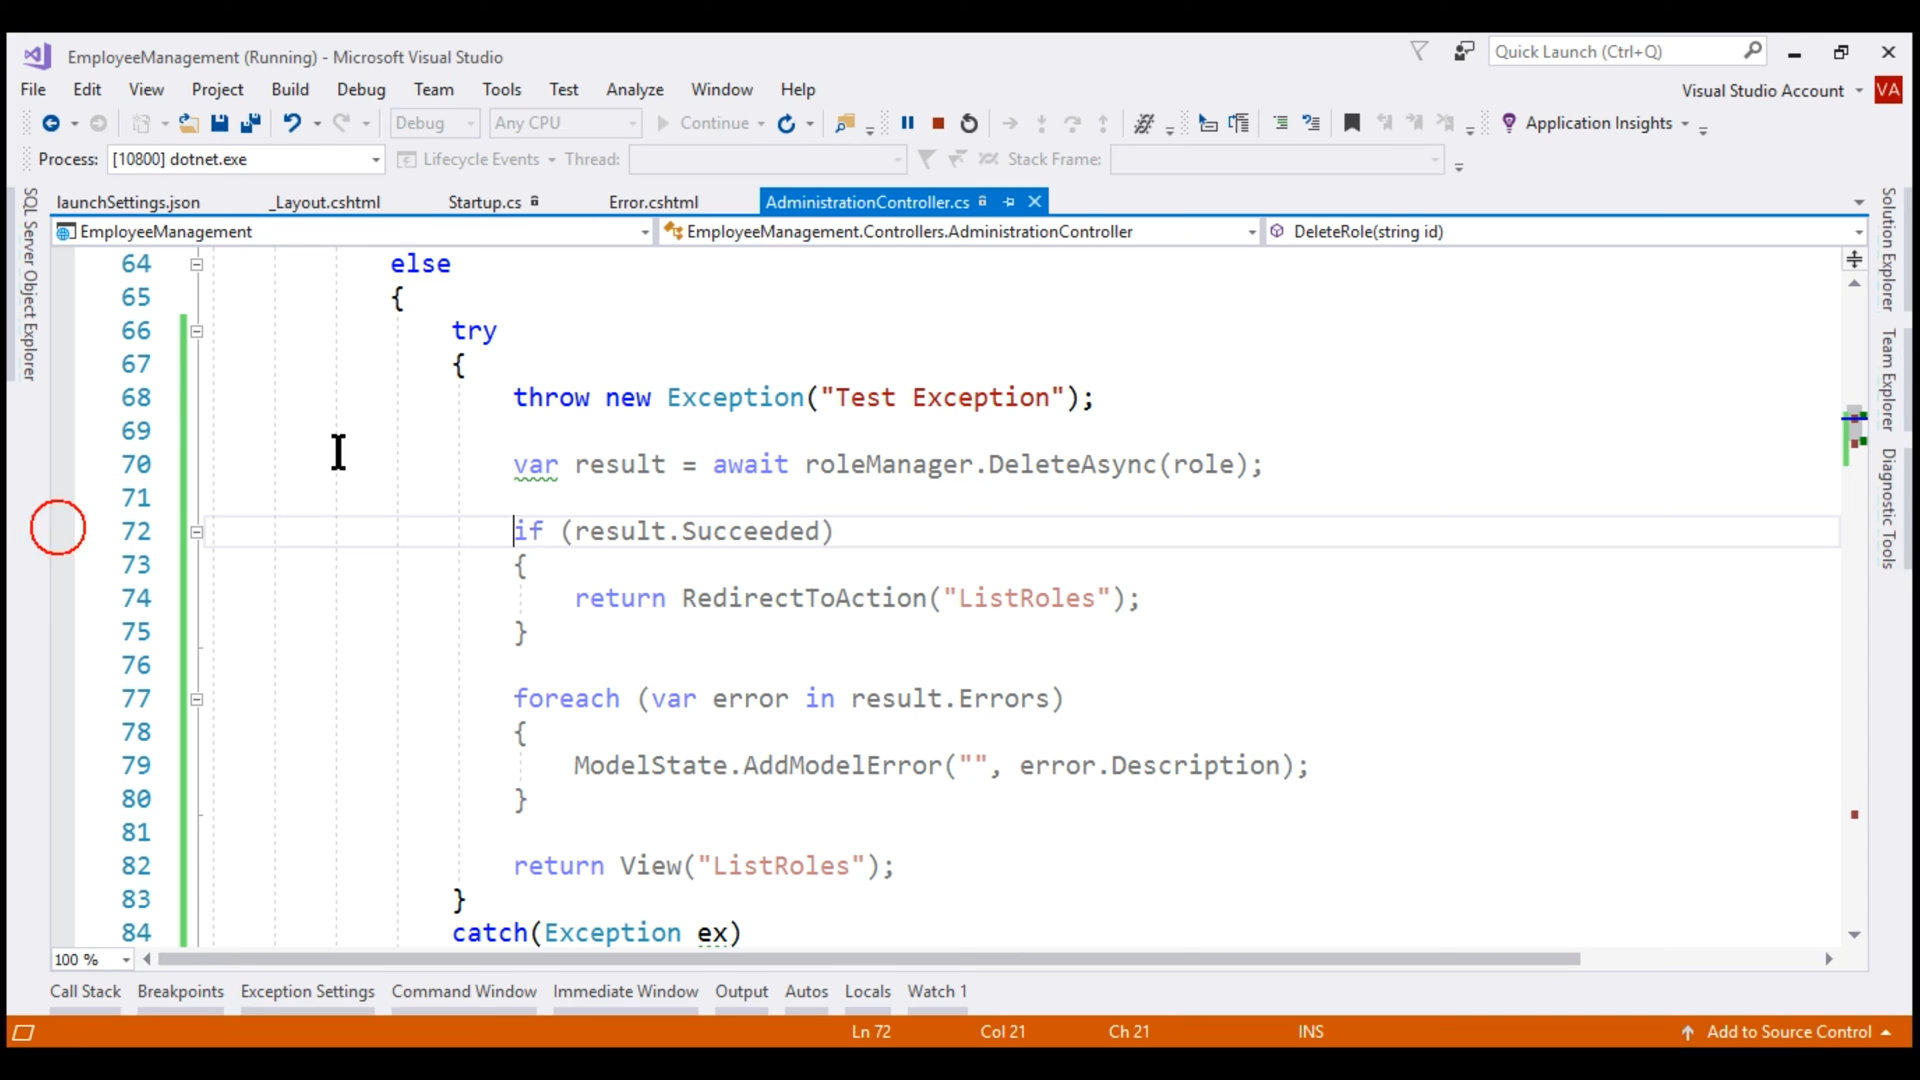 EmployeeManagement (Running) - Microsoft Visual Studio
Quick Launch (Ctrl+Q)
File Edit View Project Build Debug Team Tools Test Analyze Window Help
Visual Studio Account VA
Debug Any CPU Continue Application Insights
Process: [10800] dotnet.exe Lifecycle Events Thread: Stack Frame:
launchSettings.json _Layout.cshtml Startup.cs Error.cshtml AdministrationController.cs
EmployeeManagement EmployeeManagement.Controllers.AdministrationController DeleteRole(string id)
SQL Server Object Explorer
64 else
65 {
66 try
67 {
68 throw new Exception("Test Exception");
69
70 var result = await roleManager.DeleteAsync(role);
71
72 if (result.Succeeded)
73 {
74 return RedirectToAction("ListRoles");
75 }
76
77 foreach (var error in result.Errors)
78 {
79 ModelState.AddModelError("", error.Description);
80 }
81
82 return View("ListRoles");
83 }
84 catch(Exception ex)
Solution Explorer
Team Explorer
Diagnostic Tools
100 %
Call Stack Breakpoints Exception Settings Command Window Immediate Window Output Autos Locals Watch 1
Ln 72 Col 21 Ch 21 INS Add to Source Control